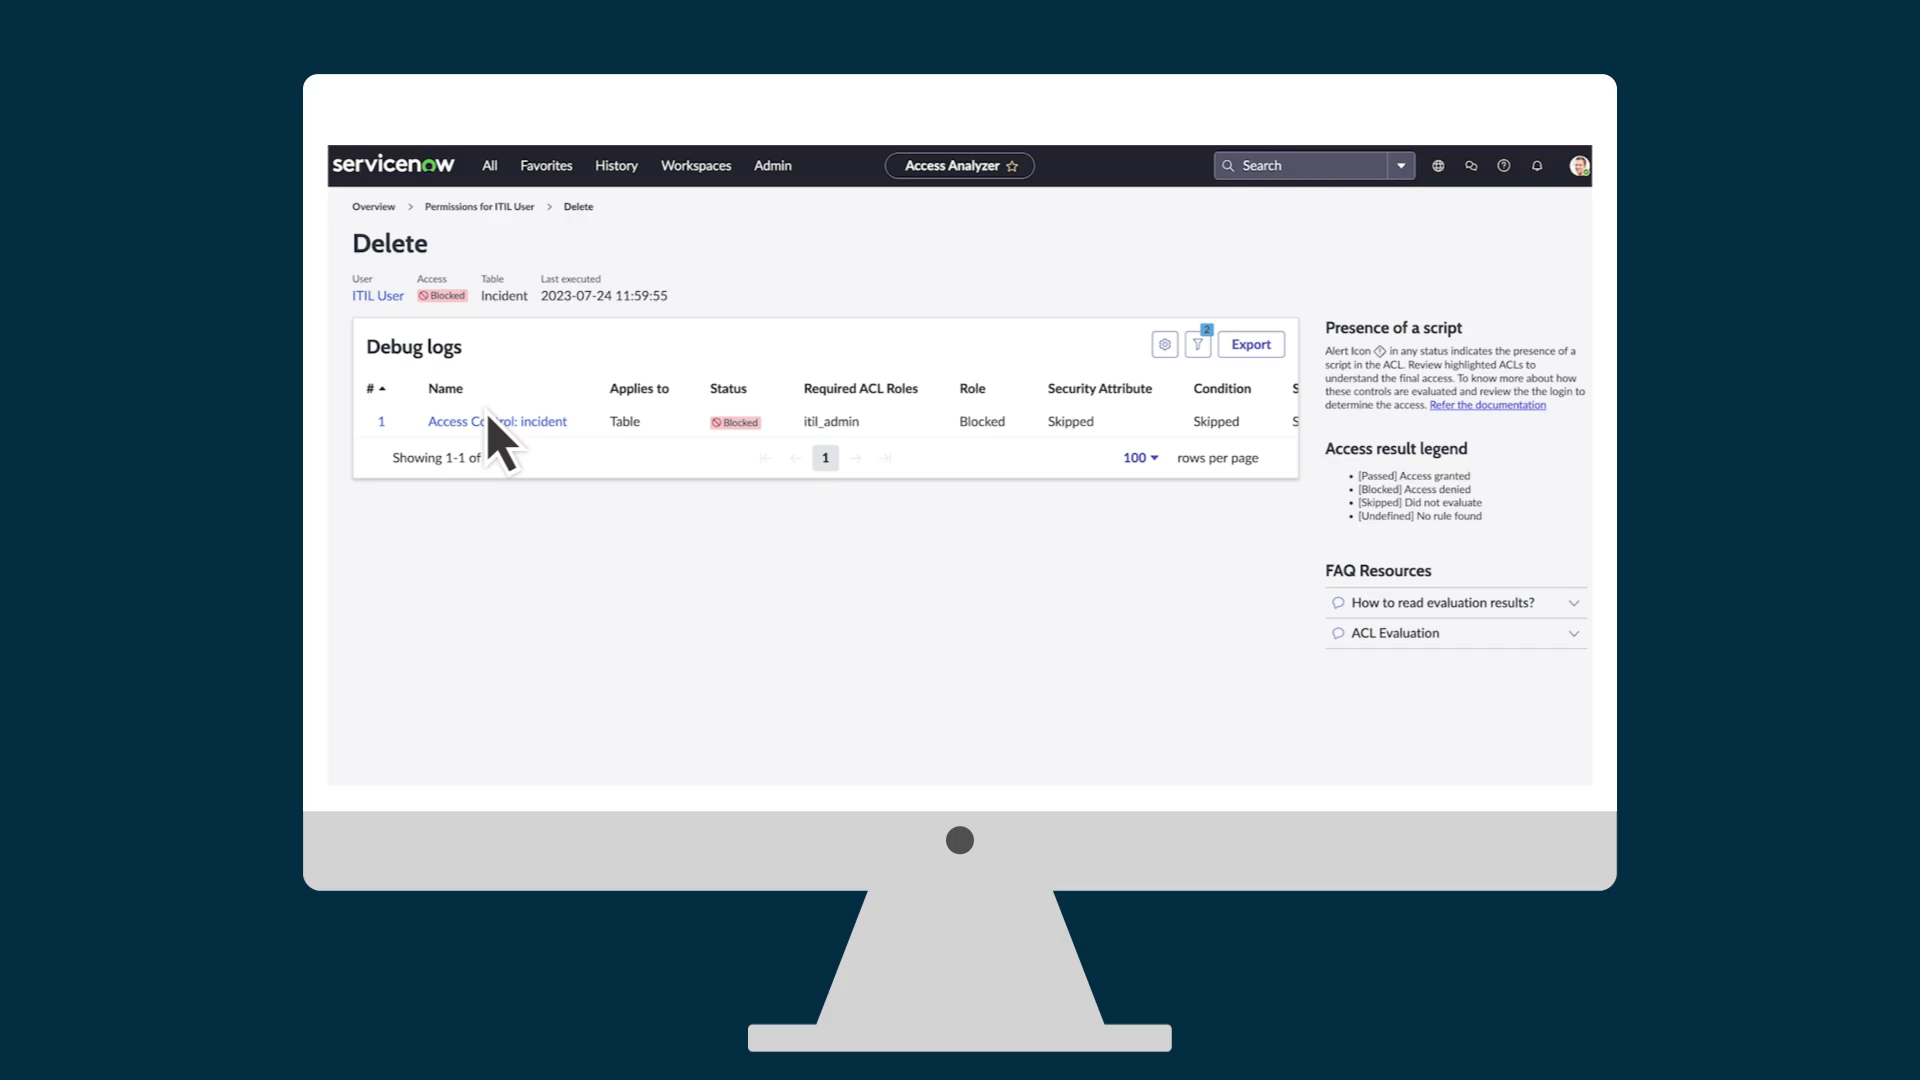 servicenow All Favorites History Workspaces Admin Access Analyzer Search
Overview > Permissions for ITIL User > Delete
Delete
User Access Table Last executed
ITIL User Blocked Incident 2023-07-24 11:59:55
Debug logs
2
Export
# Name Applies to Status Required ACL Roles Role Security Attribute Condition S
1 Access Control: incident Table Blocked itil_admin Blocked Skipped Skipped S
Showing 1-1 of 1 100 rows per page
Presence of a script
Alert Icon in any status indicates the presence of a
script in the ACL. Review highlighted ACLs to
understand the final access. To know more about how
these controls are evaluated and review the the login to
determine the access. Refer the documentation
Access result legend
• [Passed] Access granted
• [Blocked] Access denied
• [Skipped] Did not evaluate
• [Undefined] No rule found
FAQ Resources
How to read evaluation results?
ACL Evaluation